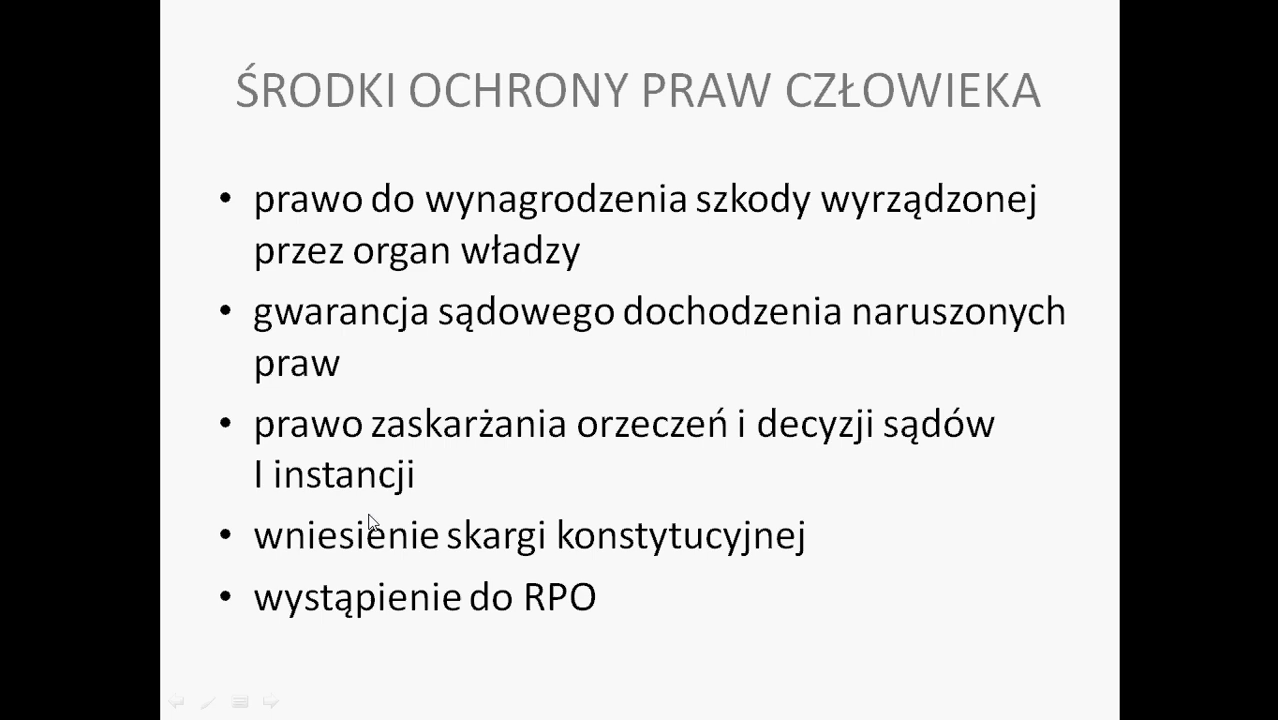 ŚRODKI OCHRONY PRAW CZŁOWIEKA
• prawo do wynagrodzenia szkody wyrządzonej
przez organ władzy
• gwarancja sądowego dochodzenia naruszonych
praw
• prawo zaskarżania orzeczeń i decyzji sądów
I instancji
• wniesienie skargi konstytucyjnej
• wystąpienie do RPO